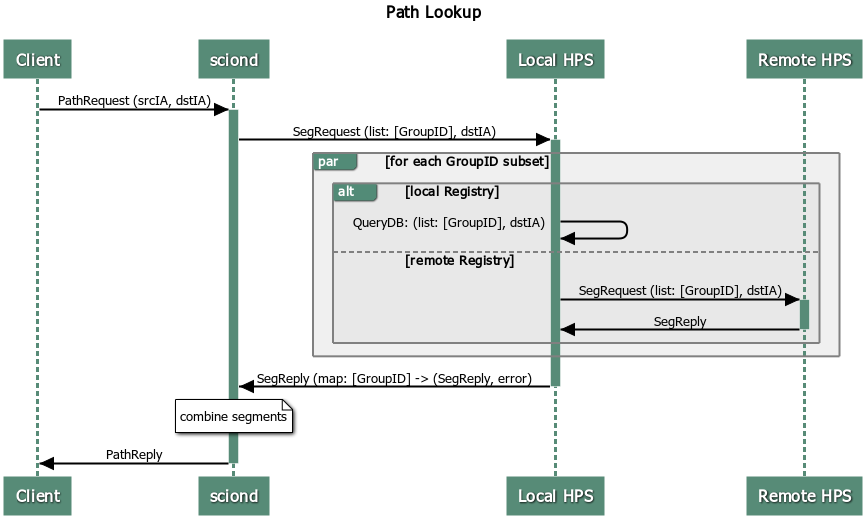 Path Lookup
Client
sciond
Local HPS
Remote HPS
PathRequest (srcIA, dstIA)
SegRequest (list: [GroupID], dstIA)
par
[for each GroupID subset]
alt
[local Registry]
QueryDB: (list: [GroupID], dstIA)
[remote Registry]
SegRequest (list: [GroupID], dstIA)
SegReply
SegReply (map: [GroupID] -> (SegReply, error)
combine segments
PathReply
Client
sciond
Local HPS
Remote HPS